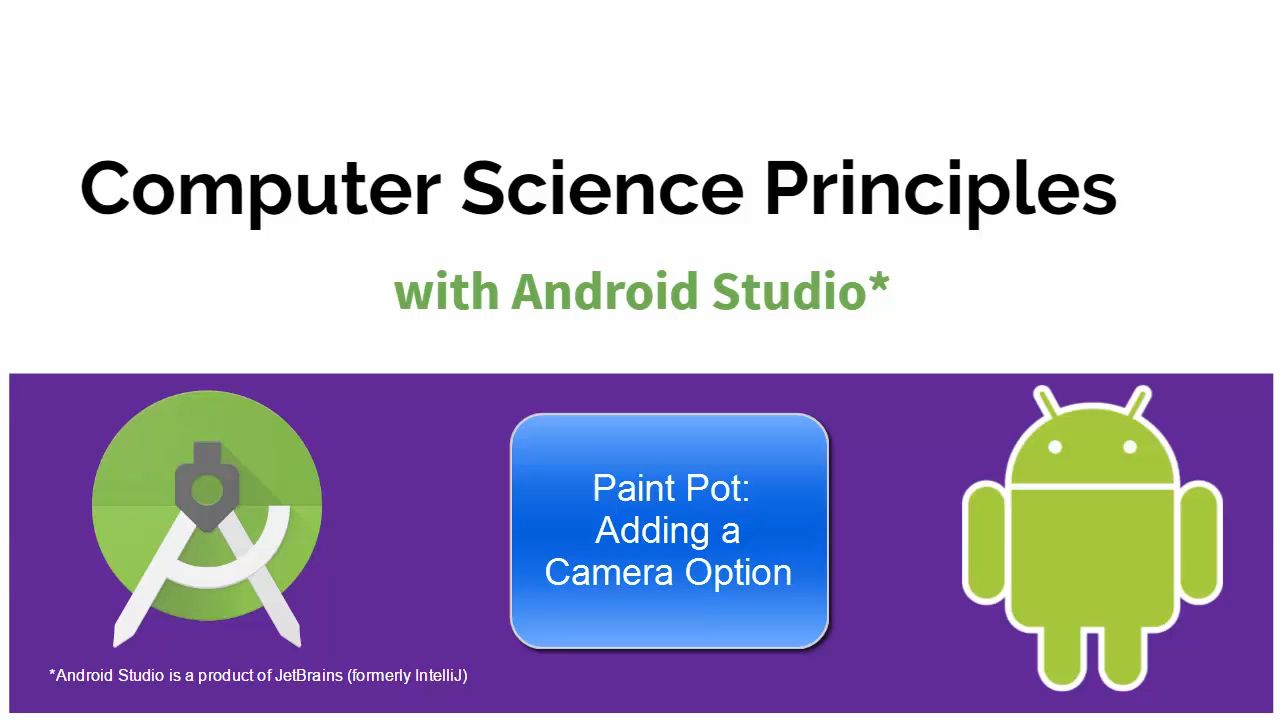 Computer Science Principles
with Android Studio*
Paint Pot:
Adding a
Camera Option
*Android Studio is a product of JetBrains (formerly IntelliJ)